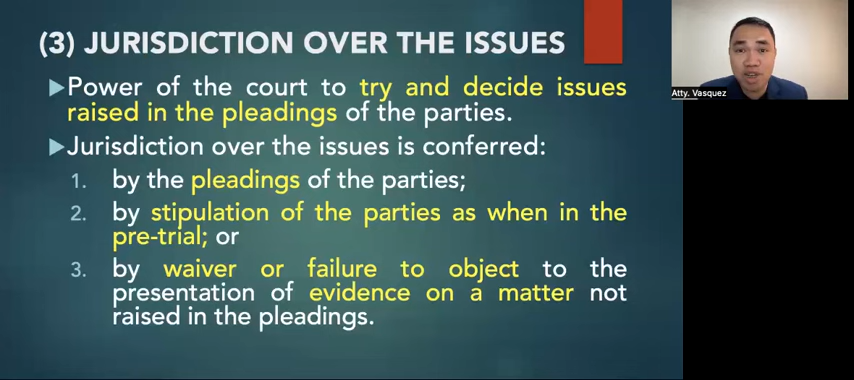 (3) JURISDICTION OVER THE ISSUES
Power of the court to try and decide issues
raised in the pleadings of the parties.
Jurisdiction over the issues is conferred:
1. by the pleadings of the parties;
2. by stipulation of the parties as when in the
pre-trial; or
3. by waiver or failure to object to the
presentation of evidence on a matter not
raised in the pleadings.
Atty. Vasquez